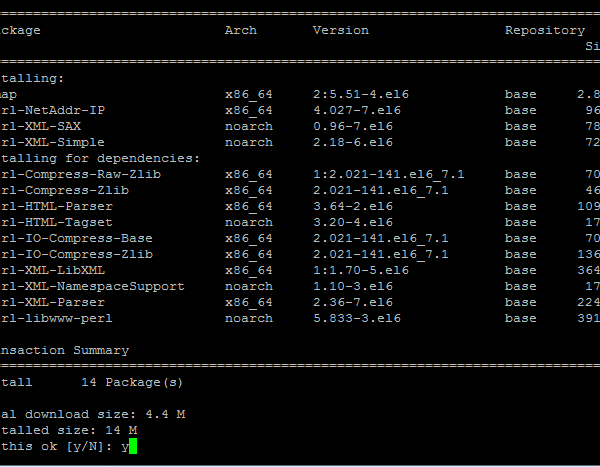 ================================================================================
ckage                       Arch       Version                 Repository
                                                                         Si
================================================================================
talling:
ap                          x86_64     2:5.51-4.el6            base     2.8
rl-NetAddr-IP               x86_64     4.027-7.el6             base      96
rl-XML-SAX                  noarch     0.96-7.el6              base      78
rl-XML-Simple               noarch     2.18-6.el6              base      72
talling for dependencies:
rl-Compress-Raw-Zlib        x86_64     1:2.021-141.el6_7.1     base      70
rl-Compress-Zlib            x86_64     2.021-141.el6_7.1       base      46
rl-HTML-Parser              x86_64     3.64-2.el6              base     109
rl-HTML-Tagset              noarch     3.20-4.el6              base      17
rl-IO-Compress-Base         x86_64     2.021-141.el6_7.1       base      70
rl-IO-Compress-Zlib         x86_64     2.021-141.el6_7.1       base     136
rl-XML-LibXML               x86_64     1:1.70-5.el6            base     364
rl-XML-NamespaceSupport     noarch     1.10-3.el6              base      17
rl-XML-Parser               x86_64     2.36-7.el6              base     224
rl-libwww-perl              noarch     5.833-3.el6             base     391
nsaction Summary
================================================================================
tall      14 Package(s)
al download size: 4.4 M
talled size: 14 M
this ok [y/N]: y